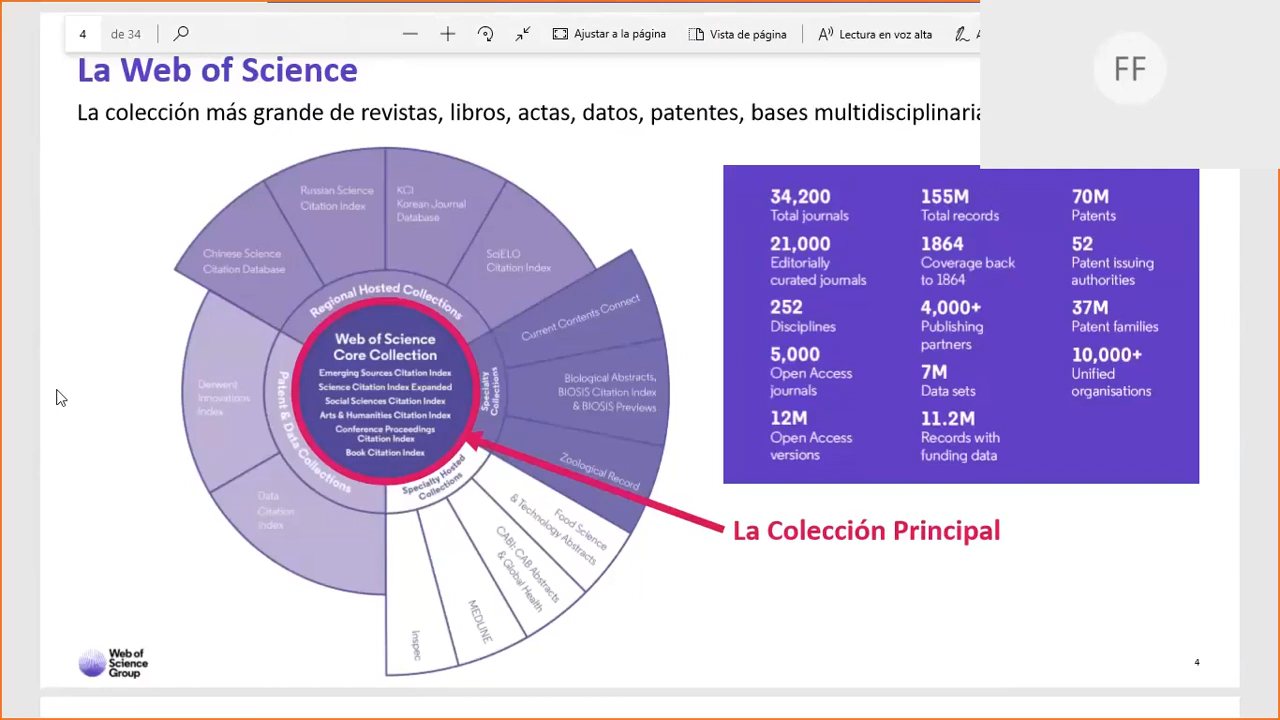 4 de 34
Ajustar a la página
Vista de página
Lectura en voz alta
FF
La Web of Science
La colección más grande de revistas, libros, actas, datos, patentes, bases
Russian Science
Citation Index
KCI
Korean Journal
Database
Chinese Science
Citation Database
SciELO
Citation Index
Regional Hosted Collections
Current Contents Connect
Biological Abstracts,
BIOSIS Citation Index
& BIOSIS Previews
Zoological Record
Specialty
Collections
Derwent
Innovations
Index
Data
Citation
Index
Patent & Data Collections
Web of Science
Core Collection
Emerging Sources Citation Index
Science Citation Index Expanded
Social Sciences Citation Index
Arts & Humanities Citation Index
Conference Proceedings
Citation Index
Book Citation Index
Specialty Hosted
Collections
Food Science
& Technology Abstracts
CABI: CAB Abstracts
& Global Health
MEDLINE
Inspec
34,200
Total journals
21,000
Editorially
curated journals
252
Disciplines
5,000
Open Access
journals
12M
Open Access
versions
155M
Total records
1864
Coverage back
to 1864
4,000+
Publishing
partners
7M
Data sets
11.2M
Records with
funding data
70M
Patents
52
Patent issuing
authorities
37M
Patent families
10,000+
Unified
organisations
La Colección Principal
Web of
Science
Group
4